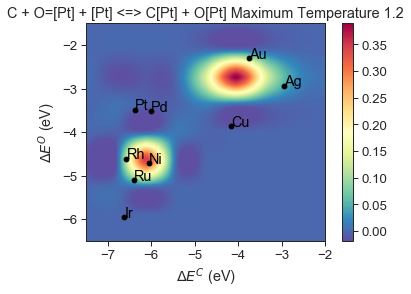 C + O=[Pt] + [Pt] <=> C[Pt] + O[Pt] Maximum Temperature 1.2
−2
−3
−4
−5
−6
ΔE^O (eV)
Au
Ag
Pt Pd
Cu
Rh Ni
Ru
Ir
−7 −6 −5 −4 −3 −2
ΔE^C (eV)
0.35
0.30
0.25
0.20
0.15
0.10
0.05
0.00